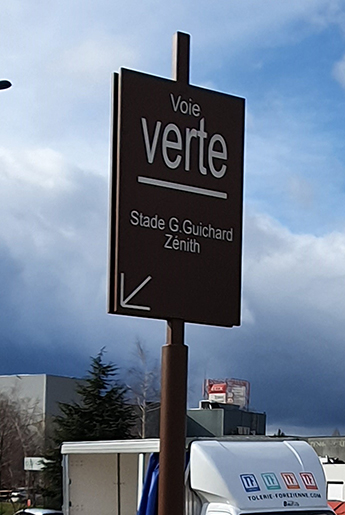 Voie
verte
Stade G.Guichard
Zénith
TOLERIE-FOREZIENNE.COM